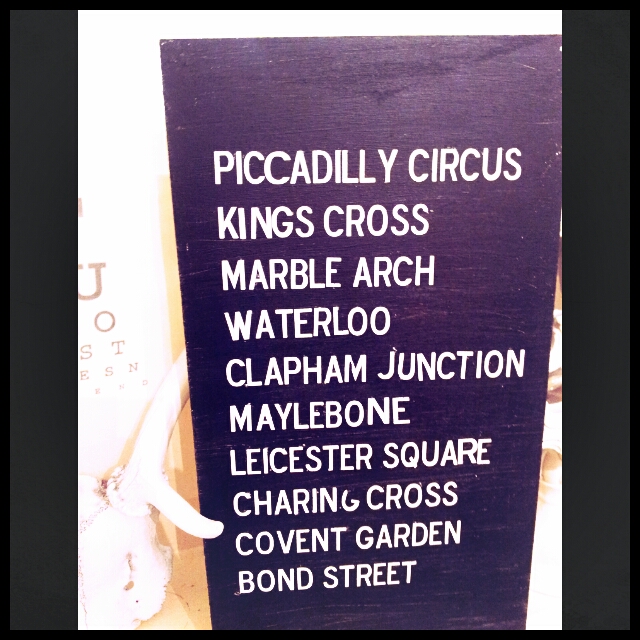 PICCADILLY CIRCUS
KINGS CROSS
MARBLE ARCH
WATERLOO
CLAPHAM JUNCTION
MAYLEBONE
LEICESTER SQUARE
CHARING CROSS
COVENT GARDEN
BOND STREET
U
O
S T
E S N
E N D